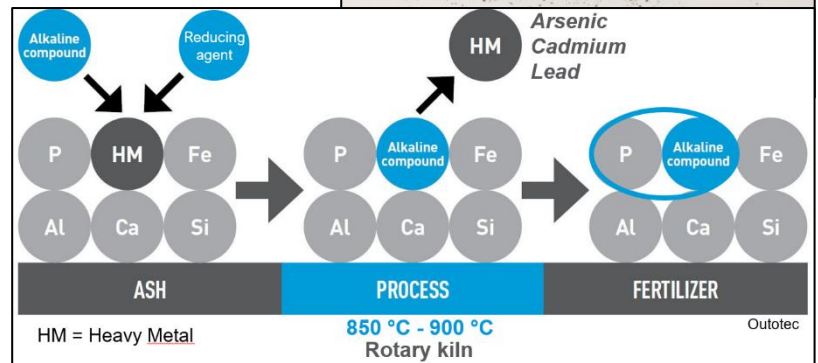 Alkaline
compound
Reducing
agent
HM
Arsenic
Cadmium
Lead
P
HM
Fe
P
Alkaline
compound
Fe
P
Alkaline
compound
Fe
Al
Ca
Si
Al
Ca
Si
Al
Ca
Si
ASH
PROCESS
FERTILIZER
HM = Heavy Metal
850 °C - 900 °C
Rotary kiln
Outotec